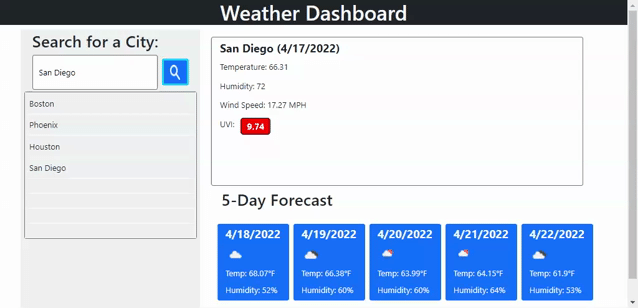 Weather Dashboard
Search for a City:
San Diego
Boston
Phoenix
Houston
San Diego
San Diego (4/17/2022)
Temperature: 66.31
Humidity: 72
Wind Speed: 17.27 MPH
UVI: 9.74
5-Day Forecast
4/18/2022 4/19/2022 4/20/2022 4/21/2022 4/22/2022
Temp: 68.07°F Temp: 66.38°F Temp: 63.99°F Temp: 64.15°F Temp: 61.9°F
Humidity: 52% Humidity: 60% Humidity: 60% Humidity: 64% Humidity: 53%